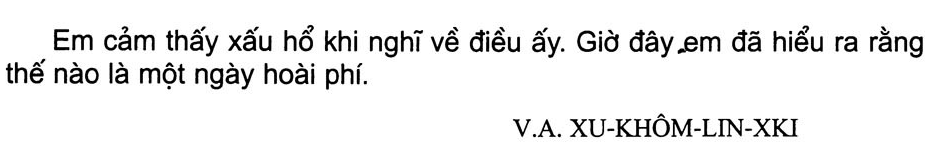 Em cảm thấy xấu hổ khi nghĩ về điều ấy. Giờ đây em đã hiểu ra rằng
thế nào là một ngày hoài phí.
V.A. XU-KHÔM-LIN-XKI